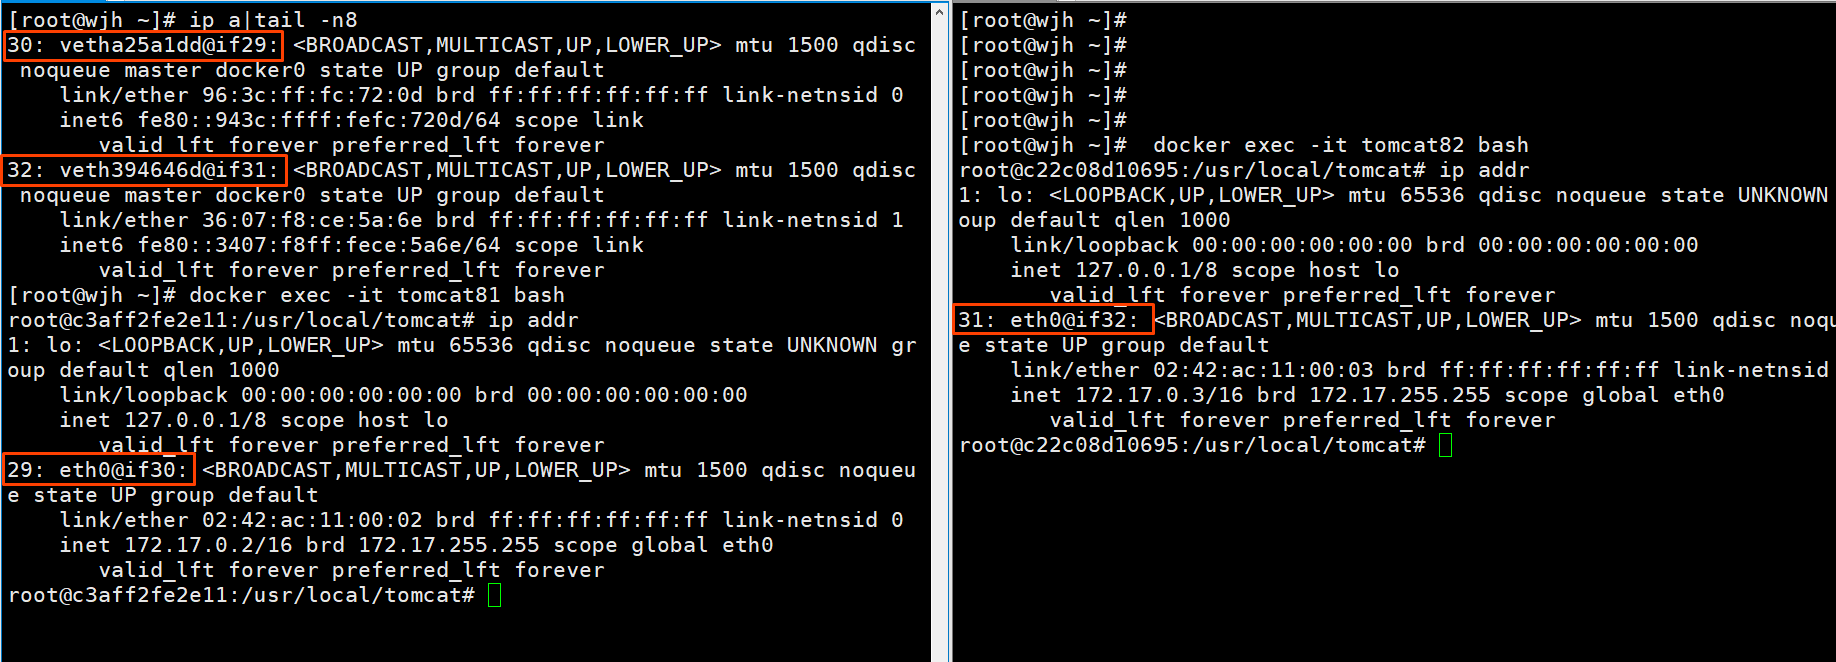 [root@wjh ~]# ip a|tail -n8
30: vetha25a1dd@if29: <BROADCAST,MULTICAST,UP,LOWER_UP> mtu 1500 qdisc
 noqueue master docker0 state UP group default
    link/ether 96:3c:ff:fc:72:0d brd ff:ff:ff:ff:ff:ff link-netnsid 0
    inet6 fe80::943c:ffff:fefc:720d/64 scope link
       valid_lft forever preferred_lft forever
32: veth394646d@if31: <BROADCAST,MULTICAST,UP,LOWER_UP> mtu 1500 qdisc
 noqueue master docker0 state UP group default
    link/ether 36:07:f8:ce:5a:6e brd ff:ff:ff:ff:ff:ff link-netnsid 1
    inet6 fe80::3407:f8ff:fece:5a6e/64 scope link
       valid_lft forever preferred_lft forever
[root@wjh ~]# docker exec -it tomcat81 bash
root@c3aff2fe2e11:/usr/local/tomcat# ip addr
1: lo: <LOOPBACK,UP,LOWER_UP> mtu 65536 qdisc noqueue state UNKNOWN gr
oup default qlen 1000
    link/loopback 00:00:00:00:00:00 brd 00:00:00:00:00:00
    inet 127.0.0.1/8 scope host lo
       valid_lft forever preferred_lft forever
29: eth0@if30: <BROADCAST,MULTICAST,UP,LOWER_UP> mtu 1500 qdisc noqueu
e state UP group default
    link/ether 02:42:ac:11:00:02 brd ff:ff:ff:ff:ff:ff link-netnsid 0
    inet 172.17.0.2/16 brd 172.17.255.255 scope global eth0
       valid_lft forever preferred_lft forever
root@c3aff2fe2e11:/usr/local/tomcat#
[root@wjh ~]#
[root@wjh ~]#
[root@wjh ~]#
[root@wjh ~]#
[root@wjh ~]#
[root@wjh ~]#  docker exec -it tomcat82 bash
root@c22c08d10695:/usr/local/tomcat# ip addr
1: lo: <LOOPBACK,UP,LOWER_UP> mtu 65536 qdisc noqueue state UNKNOWN
oup default qlen 1000
    link/loopback 00:00:00:00:00:00 brd 00:00:00:00:00:00
    inet 127.0.0.1/8 scope host lo
       valid_lft forever preferred_lft forever
31: eth0@if32: <BROADCAST,MULTICAST,UP,LOWER_UP> mtu 1500 qdisc noqu
e state UP group default
    link/ether 02:42:ac:11:00:03 brd ff:ff:ff:ff:ff:ff link-netnsid
    inet 172.17.0.3/16 brd 172.17.255.255 scope global eth0
       valid_lft forever preferred_lft forever
root@c22c08d10695:/usr/local/tomcat#